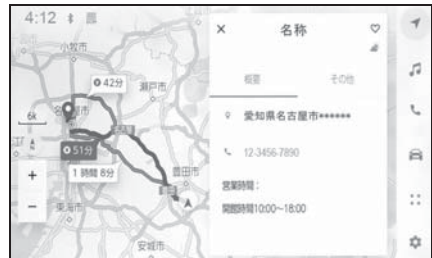 4:12
名称
概要
その他
愛知県名古屋市******
12-3456-7890
営業時間：
開館時間10:00～18:00
小牧市
42分
瀬戸市
6k
51分
1 時間 8分
豊田市
東海市
安城市